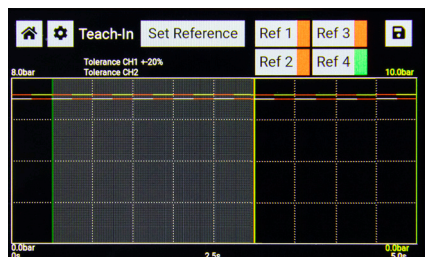 Teach-In Set Reference Ref 1 Ref 3
Ref 2 Ref 4
Tolerance CH1 +-20%
Tolerance CH2
8.0bar 10.0bar
0.0bar 0.0bar
0s 2.5s 5.0s